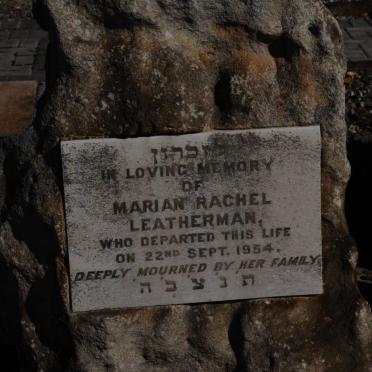 לזכרון
IN LOVING MEMORY
OF
MARIAN RACHEL
LEATHERMAN,
WHO DEPARTED THIS LIFE
ON 22ND SEPT. 1954.
DEEPLY MOURNED BY HER FAMILY.
ת נ צ ב ה